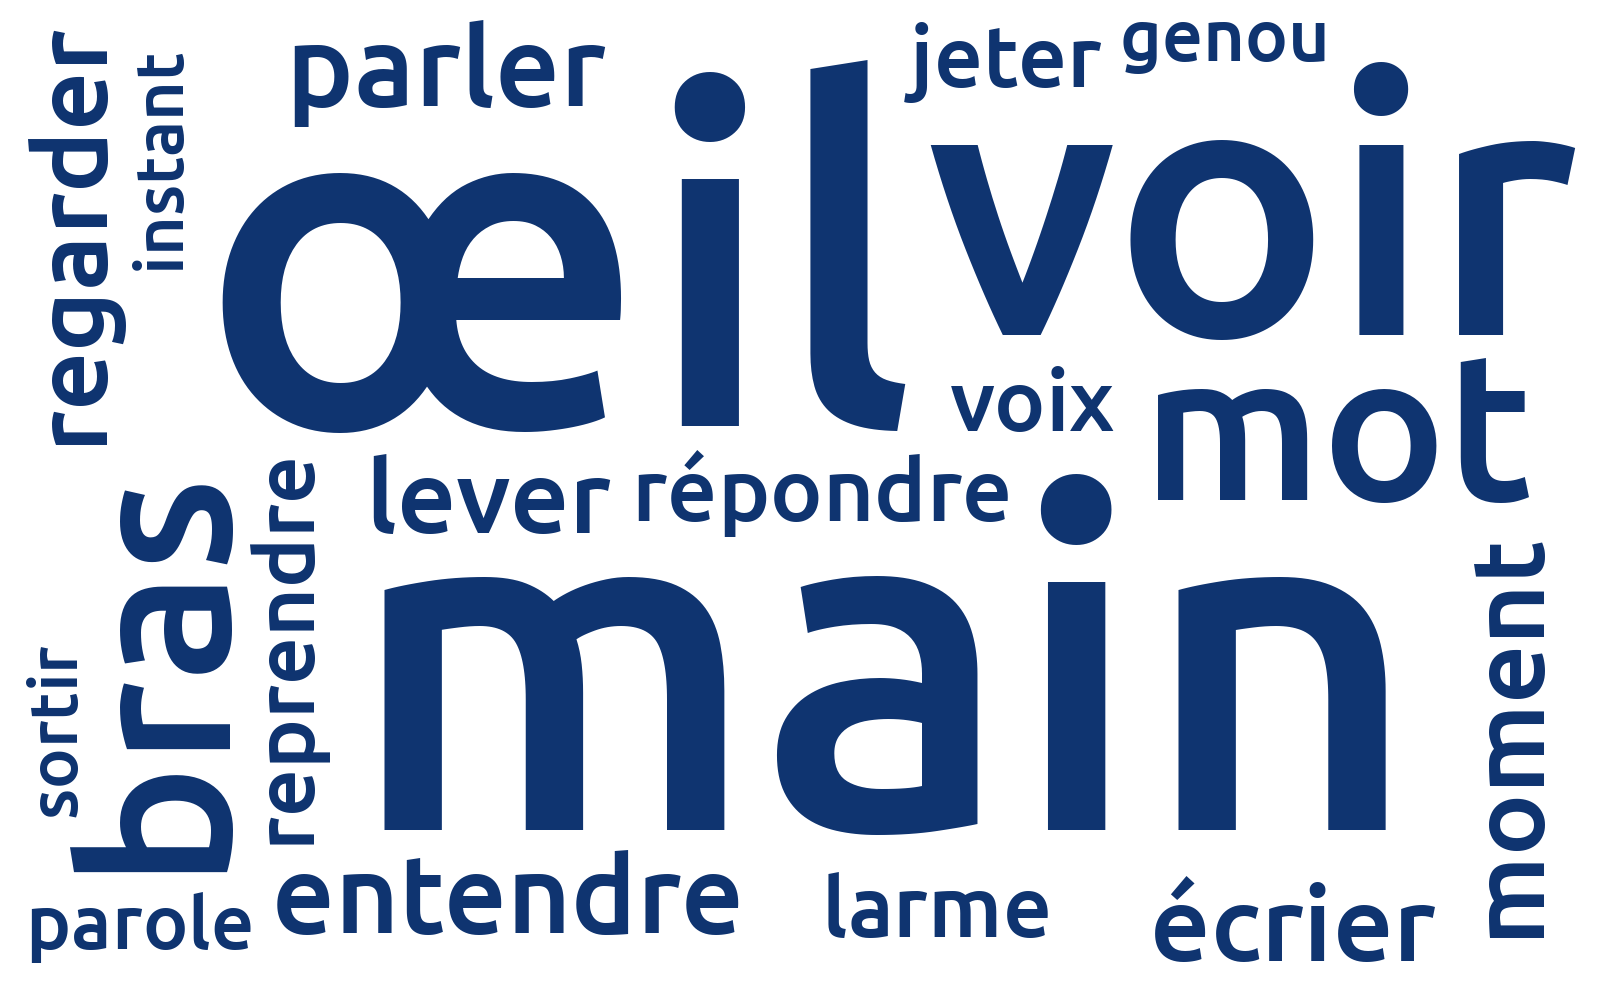 parler
jeter
genou
regarder
instant
œil
voir
voix
mot
lever
répondre
bras
reprendre
main
moment
sortir
parole
entendre
larme
écrier